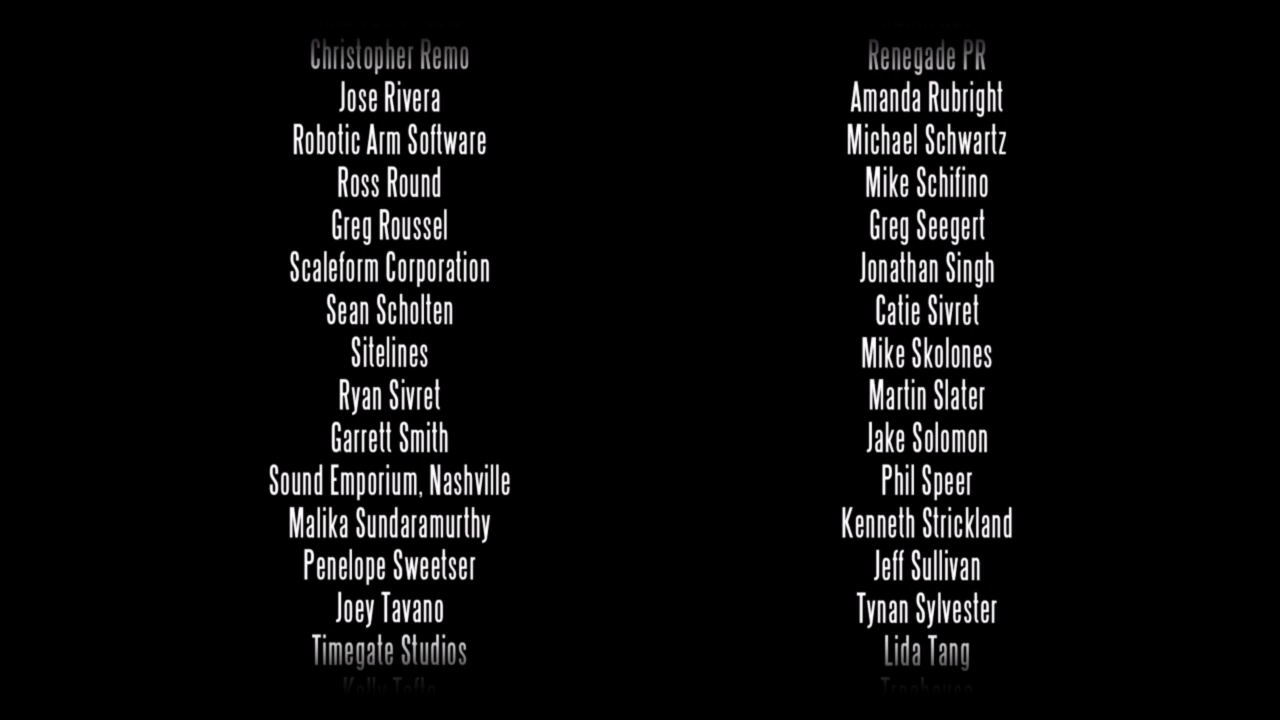 Christopher Remo
Renegade PR
Jose Rivera
Amanda Rubright
Robotic Arm Software
Michael Schwartz
Ross Round
Mike Schifino
Greg Roussel
Greg Seegert
Scaleform Corporation
Jonathan Singh
Sean Scholten
Catie Sivret
Sitelines
Mike Skolones
Ryan Sivret
Martin Slater
Garrett Smith
Jake Solomon
Sound Emporium, Nashville
Phil Speer
Malika Sundaramurthy
Kenneth Strickland
Penelope Sweetser
Jeff Sullivan
Joey Tavano
Tynan Sylvester
Timegate Studios
Lida Tang